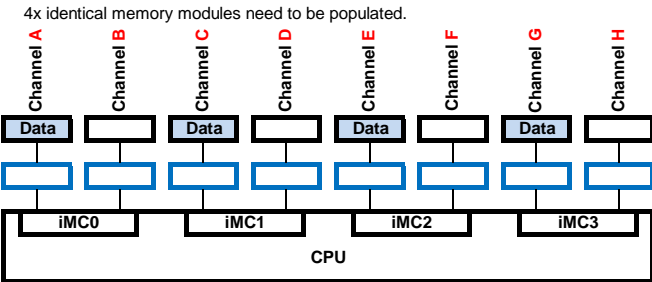 4x identical memory modules need to be populated.
Channel A
Channel B
Channel C
Channel D
Channel E
Channel F
Channel G
Channel H
Data
Data
Data
Data
iMC0
iMC1
iMC2
iMC3
CPU